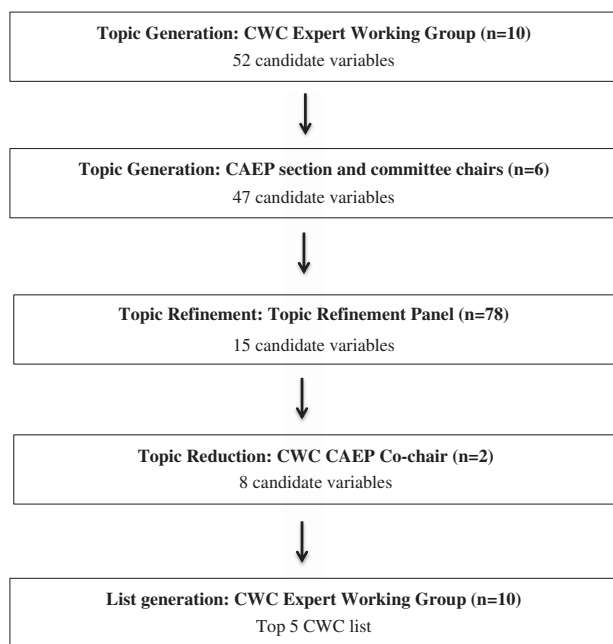 Topic Generation: CWC Expert Working Group (n=10)
52 candidate variables
Topic Generation: CAEP section and committee chairs (n=6)
47 candidate variables
Topic Refinement: Topic Refinement Panel (n=78)
15 candidate variables
Topic Reduction: CWC CAEP Co-chair (n=2)
8 candidate variables
List generation: CWC Expert Working Group (n=10)
Top 5 CWC list